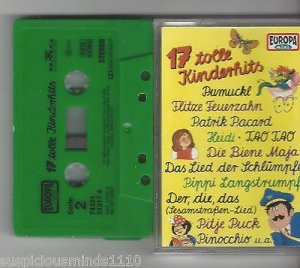 17 tolle Kinderhits
EUROPA
Seite
2
STEREO
EUROPA
MINIS
17 tolle
Kinderhits
Pumuckl
Flitze Feuerzahn
Patrik Pacard
Heidi · TAO TAO
Die Biene Maja
Das Lied der Schlümpfe
Pippi Langstrumpf
Der, die, das
(Sesamstraßen-Lied)
Pitje Puck
Pinocchio u.a.
© suspiciousminds1110